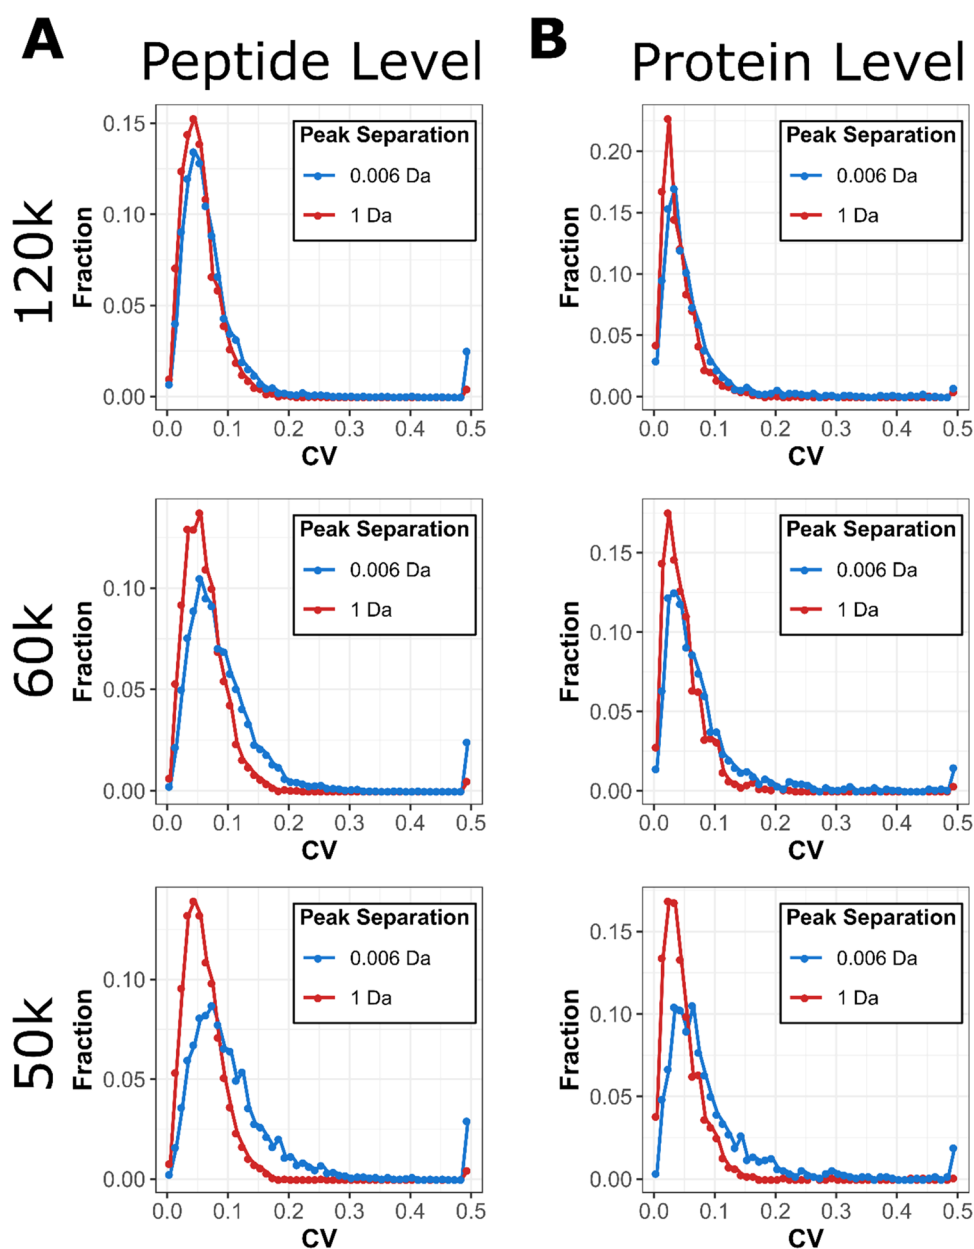 A
Peptide Level
B
Protein Level
120k
Fraction
0.15
0.10
0.05
0.00
Peak Separation
0.006 Da
1 Da
0.0 0.1 0.2 0.3 0.4 0.5
CV
Fraction
0.20
0.15
0.10
0.05
0.00
Peak Separation
0.006 Da
1 Da
0.0 0.1 0.2 0.3 0.4 0.5
CV
60k
Fraction
0.10
0.05
0.00
Peak Separation
0.006 Da
1 Da
0.0 0.1 0.2 0.3 0.4 0.5
CV
Fraction
0.15
0.10
0.05
0.00
Peak Separation
0.006 Da
1 Da
0.0 0.1 0.2 0.3 0.4 0.5
CV
50k
Fraction
0.10
0.05
0.00
Peak Separation
0.006 Da
1 Da
0.0 0.1 0.2 0.3 0.4 0.5
CV
Fraction
0.15
0.10
0.05
0.00
Peak Separation
0.006 Da
1 Da
0.0 0.1 0.2 0.3 0.4 0.5
CV